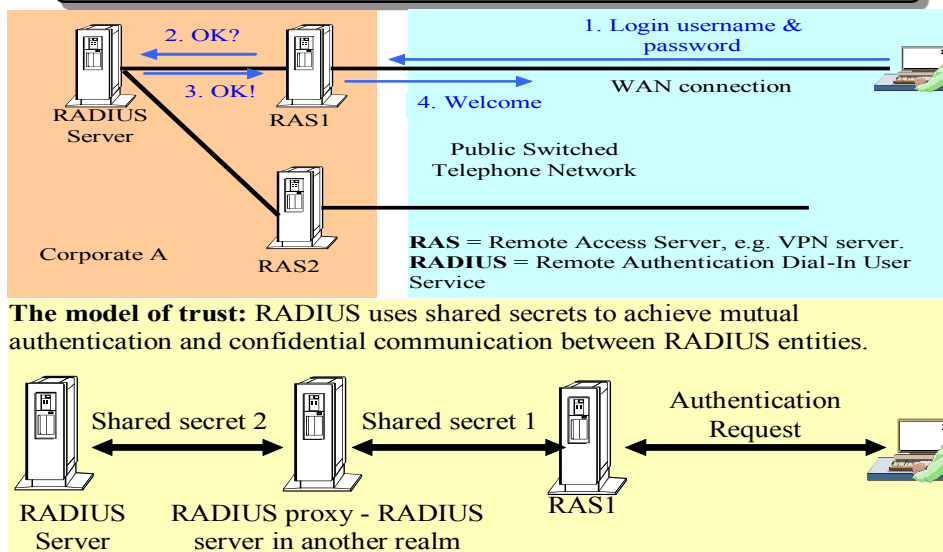 1. Login username &
password
2. OK?
3. OK!
4. Welcome
WAN connection
RADIUS
Server
RAS1
Public Switched
Telephone Network
Corporate A
RAS2
RAS = Remote Access Server, e.g. VPN server.
RADIUS = Remote Authentication Dial-In User
Service
The model of trust: RADIUS uses shared secrets to achieve mutual
authentication and confidential communication between RADIUS entities.
Shared secret 2
Shared secret 1
Authentication
Request
RADIUS
Server
RADIUS proxy - RADIUS
server in another realm
RAS1